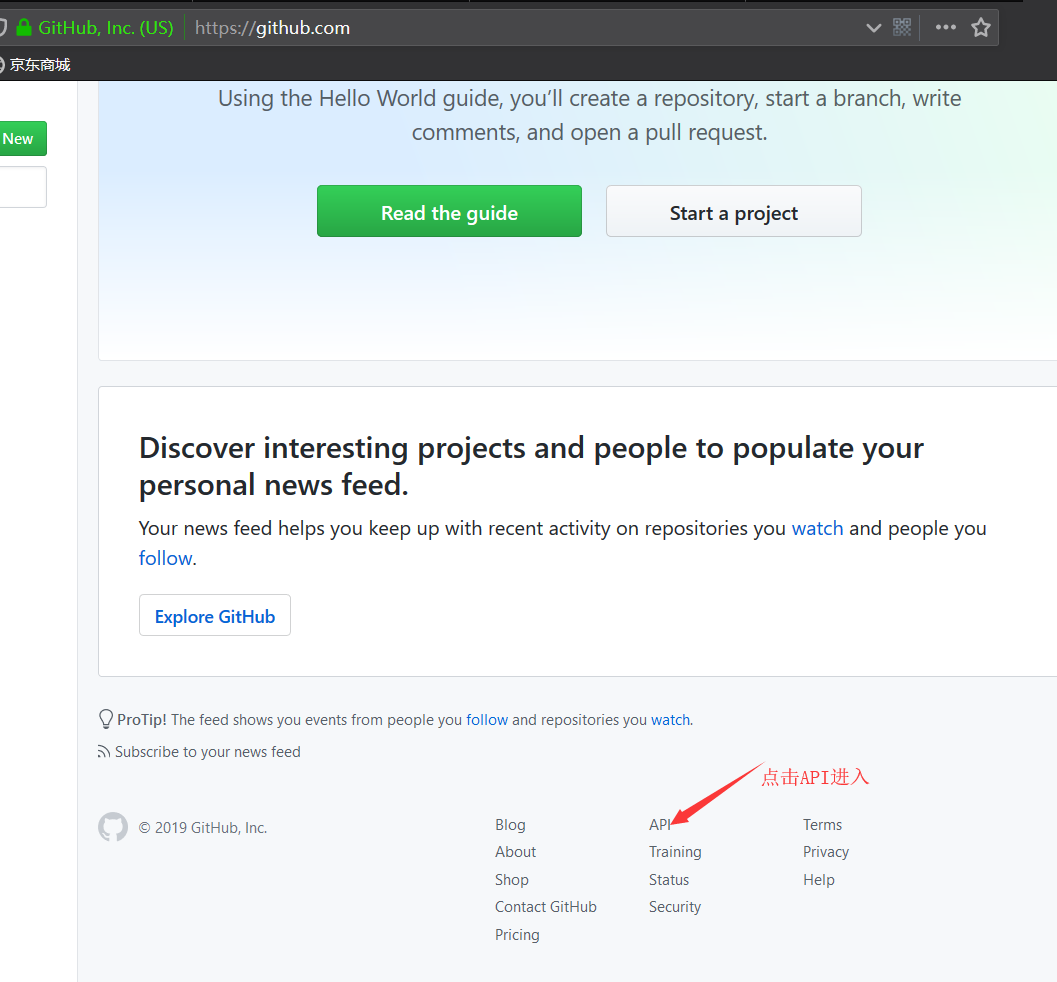 GitHub, Inc. (US) https://github.com
京东商城
Using the Hello World guide, you’ll create a repository, start a branch, write
comments, and open a pull request.
New
Read the guide
Start a project
Discover interesting projects and people to populate your
personal news feed.
Your news feed helps you keep up with recent activity on repositories you watch and people you
follow.
Explore GitHub
ProTip! The feed shows you events from people you follow and repositories you watch.
Subscribe to your news feed
点击API进入
© 2019 GitHub, Inc.
Blog
About
Shop
Contact GitHub
Pricing
API
Training
Status
Security
Terms
Privacy
Help